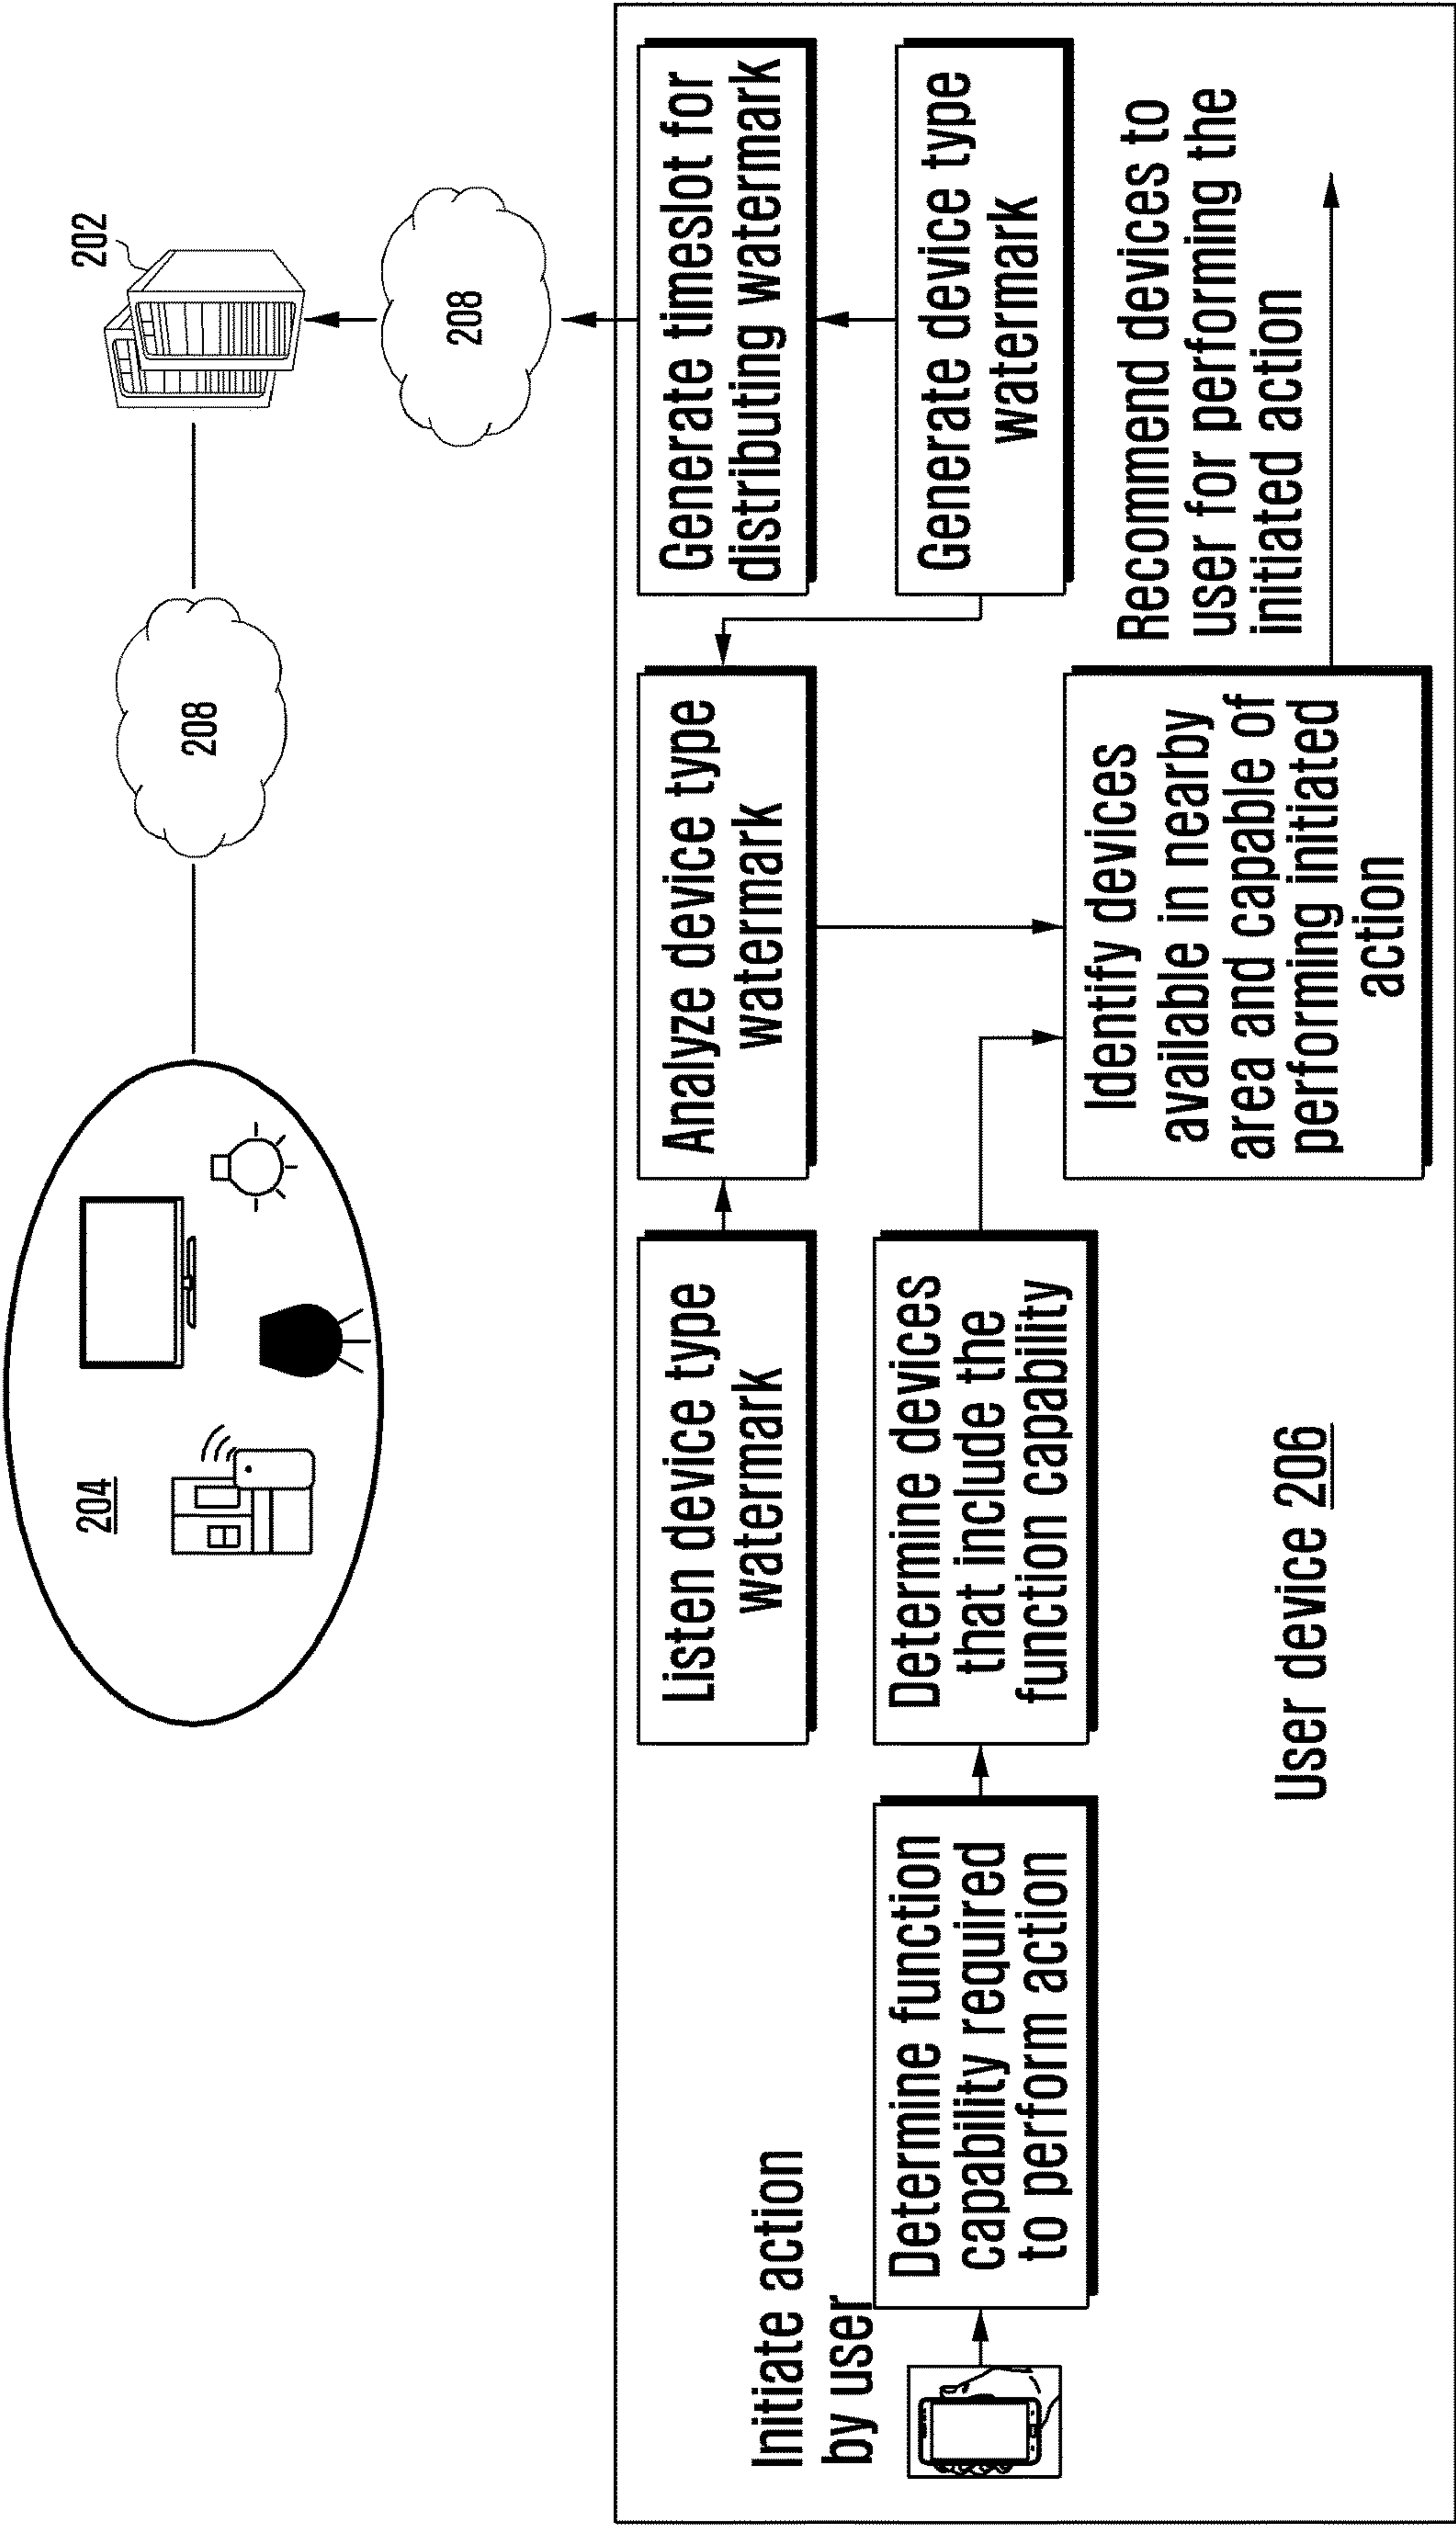 204
208
202
208
Listen device type
watermark
Analyze device type
watermark
Generate timeslot for
distributing watermark
Initiate action
by user
Determine function
capability required
to perform action
Determine devices
that include the
function capability
Generate device type
watermark
Identify devices
available in nearby
area and capable of
performing initiated
action
Recommend devices to
user for performing the
initiated action
User device 206